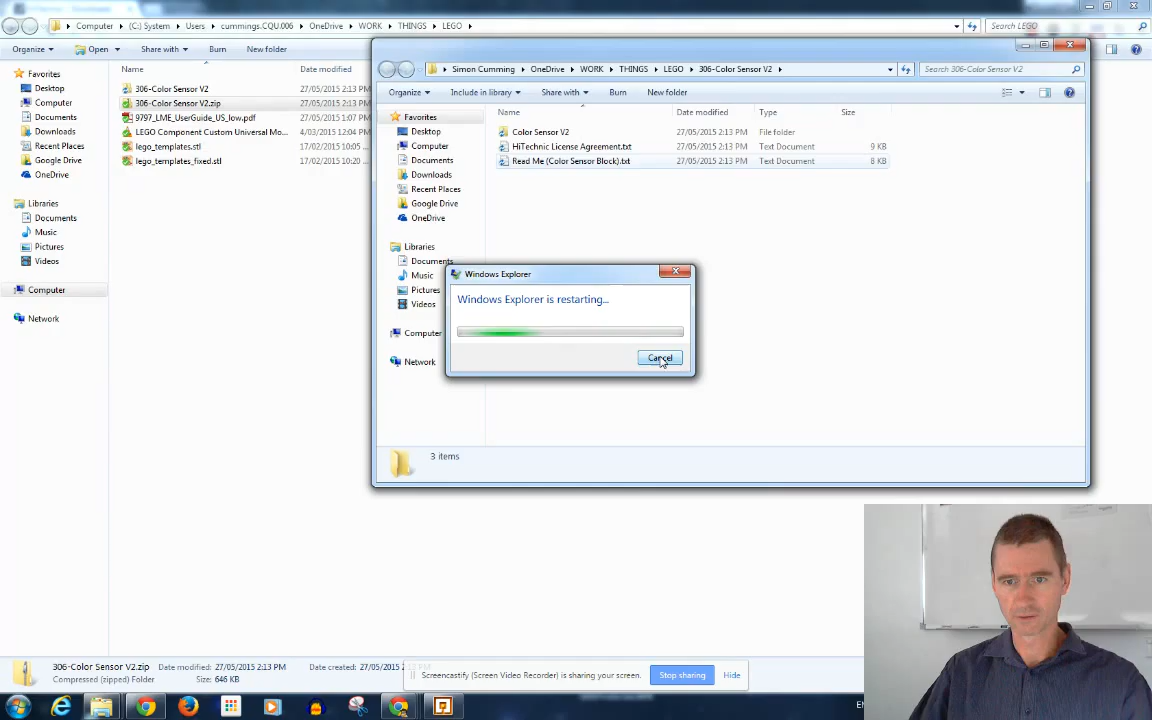 Computer ▸ (C:) System ▸ Users ▸ cummings.CQU.006 ▸ OneDrive ▸ WORK ▸ THINGS ▸ LEGO ▸
Search LEGO
Organize Open Share with Burn New folder
Favorites
Desktop
Computer
Documents
Downloads
Recent Places
Google Drive
OneDrive
Libraries
Documents
Music
Pictures
Videos
Computer
Network
Name Date modified
306-Color Sensor V2 27/05/2015 2:13 PM
306-Color Sensor V2.zip 27/05/2015 2:13 PM
9797_LME_UserGuide_US_low.pdf 27/05/2015 1:07 PM
LEGO Component Custom Universal Mo... 4/03/2015 12:04 PM
lego_templates.stl 17/02/2015 10:05 ...
lego_templates_fixed.stl 17/02/2015 10:20 ...
Simon Cumming ▸ OneDrive ▸ WORK ▸ THINGS ▸ LEGO ▸ 306-Color Sensor V2 ▸
Search 306-Color Sensor V2
Organize Include in library Share with Burn New folder
Favorites
Desktop
Computer
Documents
Downloads
Recent Places
Google Drive
OneDrive
Libraries
Documents
Music
Pictures
Videos
Computer
Network
Name Date modified Type Size
Color Sensor V2 27/05/2015 2:13 PM File folder
HiTechnic License Agreement.txt 27/05/2015 2:13 PM Text Document 9 KB
Read Me (Color Sensor Block).txt 27/05/2015 2:13 PM Text Document 8 KB
Windows Explorer
Windows Explorer is restarting...
Cancel
3 items
306-Color Sensor V2.zip Date modified: 27/05/2015 2:13 PM Date created: 27/05/2015 2
Compressed (zipped) Folder Size: 646 KB
Screencastify (Screen Video Recorder) is sharing your screen. Stop sharing Hide